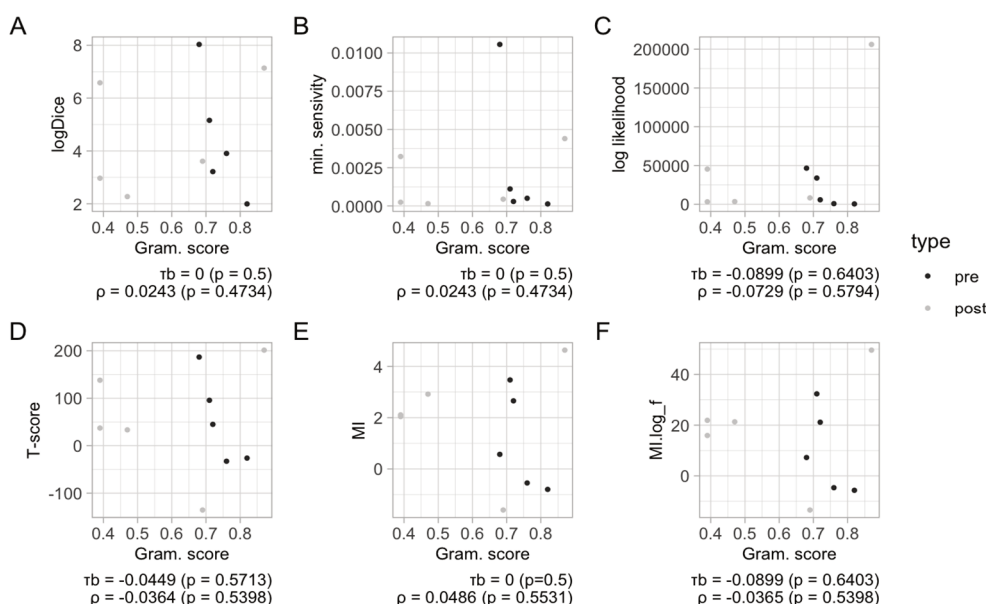 A
B
C
logDice
8
6
4
2
0.4 0.5 0.6 0.7 0.8
Gram. score
τb = 0 (p = 0.5)
ρ = 0.0243 (p = 0.4734)
min. sensivity
0.0100
0.0075
0.0050
0.0025
0.0000
0.4 0.5 0.6 0.7 0.8
Gram. score
τb = 0 (p = 0.5)
ρ = 0.0243 (p = 0.4734)
log likelihood
200000
150000
100000
50000
0
0.4 0.5 0.6 0.7 0.8
Gram. score
τb = -0.0899 (p = 0.6403)
ρ = -0.0729 (p = 0.5794)
type
pre
post
D
E
F
T-score
200
100
0
-100
0.4 0.5 0.6 0.7 0.8
Gram. score
τb = -0.0449 (p = 0.5713)
ρ = -0.0364 (p = 0.5398)
MI
4
2
0
0.4 0.5 0.6 0.7 0.8
Gram. score
τb = 0 (p=0.5)
ρ = 0.0486 (p = 0.5531)
MI.log_f
40
20
0
0.4 0.5 0.6 0.7 0.8
Gram. score
τb = -0.0899 (p = 0.6403)
ρ = -0.0365 (p = 0.5398)